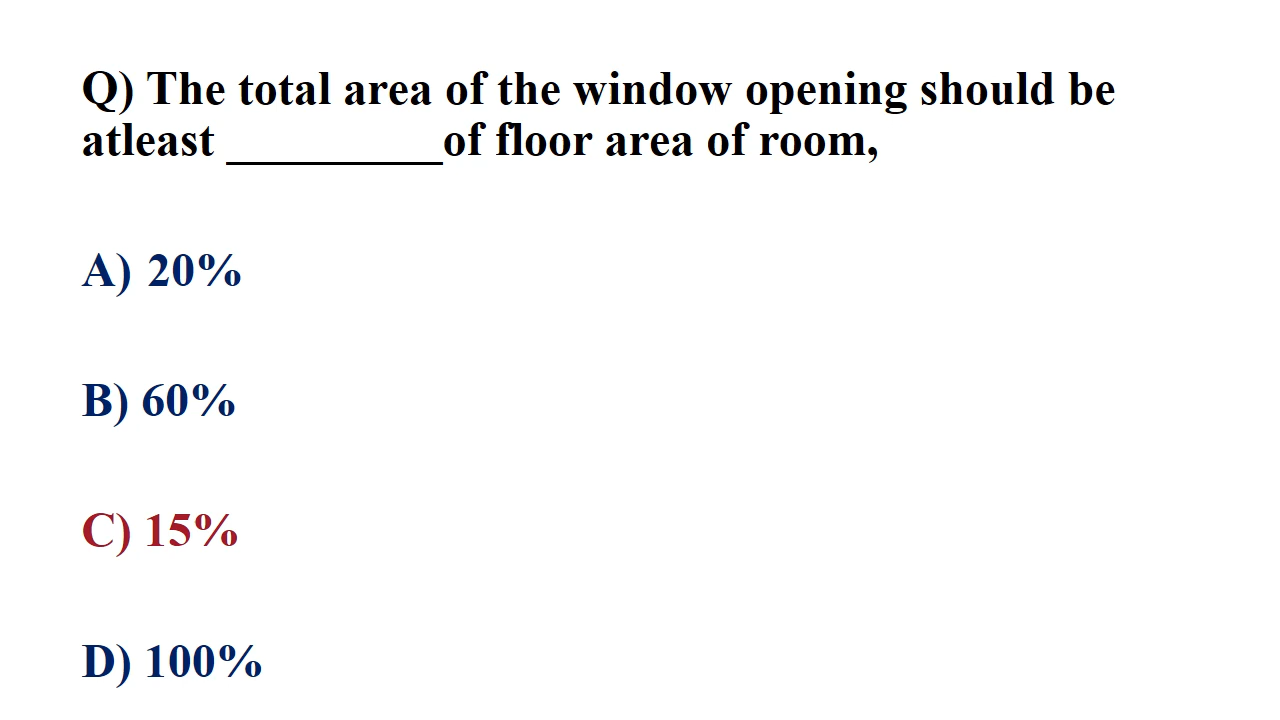 Q) The total area of the window opening should be
atleast _________of floor area of room,
A) 20%
B) 60%
C) 15%
D) 100%